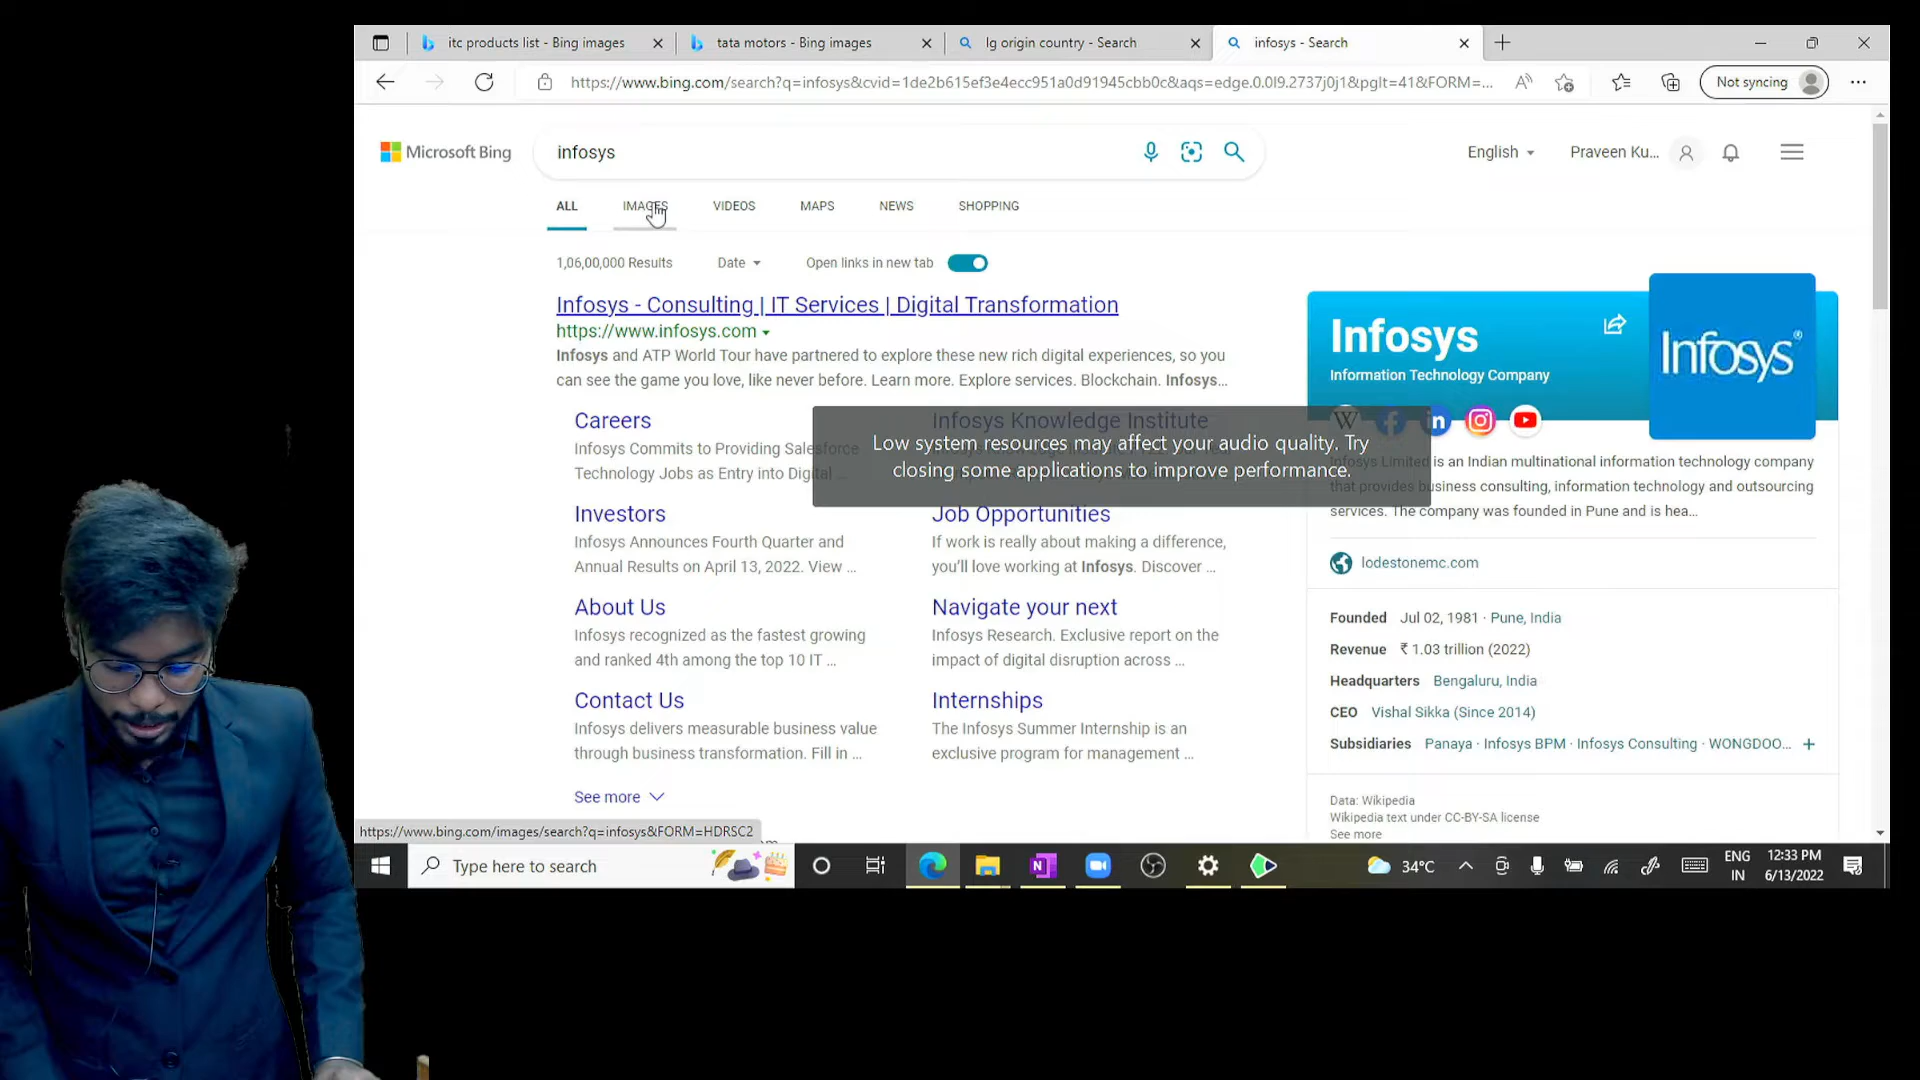 itc products list - Bing images
tata motors - Bing images
lg origin country - Search
infosys - Search
https://www.bing.com/search?q=infosys&cvid=1de2b615ef3e4ecc951a0d91945cbb0c&aqs=edge.0.0l9.2737j0j1&pglt=41&FORM=...
Not syncing
Microsoft Bing
infosys
English
Praveen Ku...
ALL
IMAGES
VIDEOS
MAPS
NEWS
SHOPPING
1,06,00,000 Results
Date
Open links in new tab
Infosys - Consulting | IT Services | Digital Transformation
https://www.infosys.com
Infosys and ATP World Tour have partnered to explore these new rich digital experiences, so you
can see the game you love, like never before. Learn more. Explore services. Blockchain. Infosys...
Careers
Infosys Commits to Providing Salesforce
Technology Jobs as Entry into Digital ...
Infosys Knowledge Institute
Low system resources may affect your audio quality. Try
closing some applications to improve performance.
Investors
Infosys Announces Fourth Quarter and
Annual Results on April 13, 2022. View ...
Job Opportunities
If work is really about making a difference,
you'll love working at Infosys. Discover ...
About Us
Infosys recognized as the fastest growing
and ranked 4th among the top 10 IT ...
Navigate your next
Infosys Research. Exclusive report on the
impact of digital disruption across ...
Contact Us
Infosys delivers measurable business value
through business transformation. Fill in ...
Internships
The Infosys Summer Internship is an
exclusive program for management ...
See more
Infosys
Information Technology Company
Infosys
W
in
Infosys Limited is an Indian multinational information technology company
that provides business consulting, information technology and outsourcing
services. The company was founded in Pune and is hea...
lodestonemc.com
Founded Jul 02, 1981 · Pune, India
Revenue ₹ 1.03 trillion (2022)
Headquarters Bengaluru, India
CEO Vishal Sikka (Since 2014)
Subsidiaries Panaya · Infosys BPM · Infosys Consulting · WONGDOO...
Data: Wikipedia
Wikipedia text under CC-BY-SA license
See more
https://www.bing.com/images/search?q=infosys&FORM=HDRSC2
Type here to search
34°C
ENG
IN
12:33 PM
6/13/2022